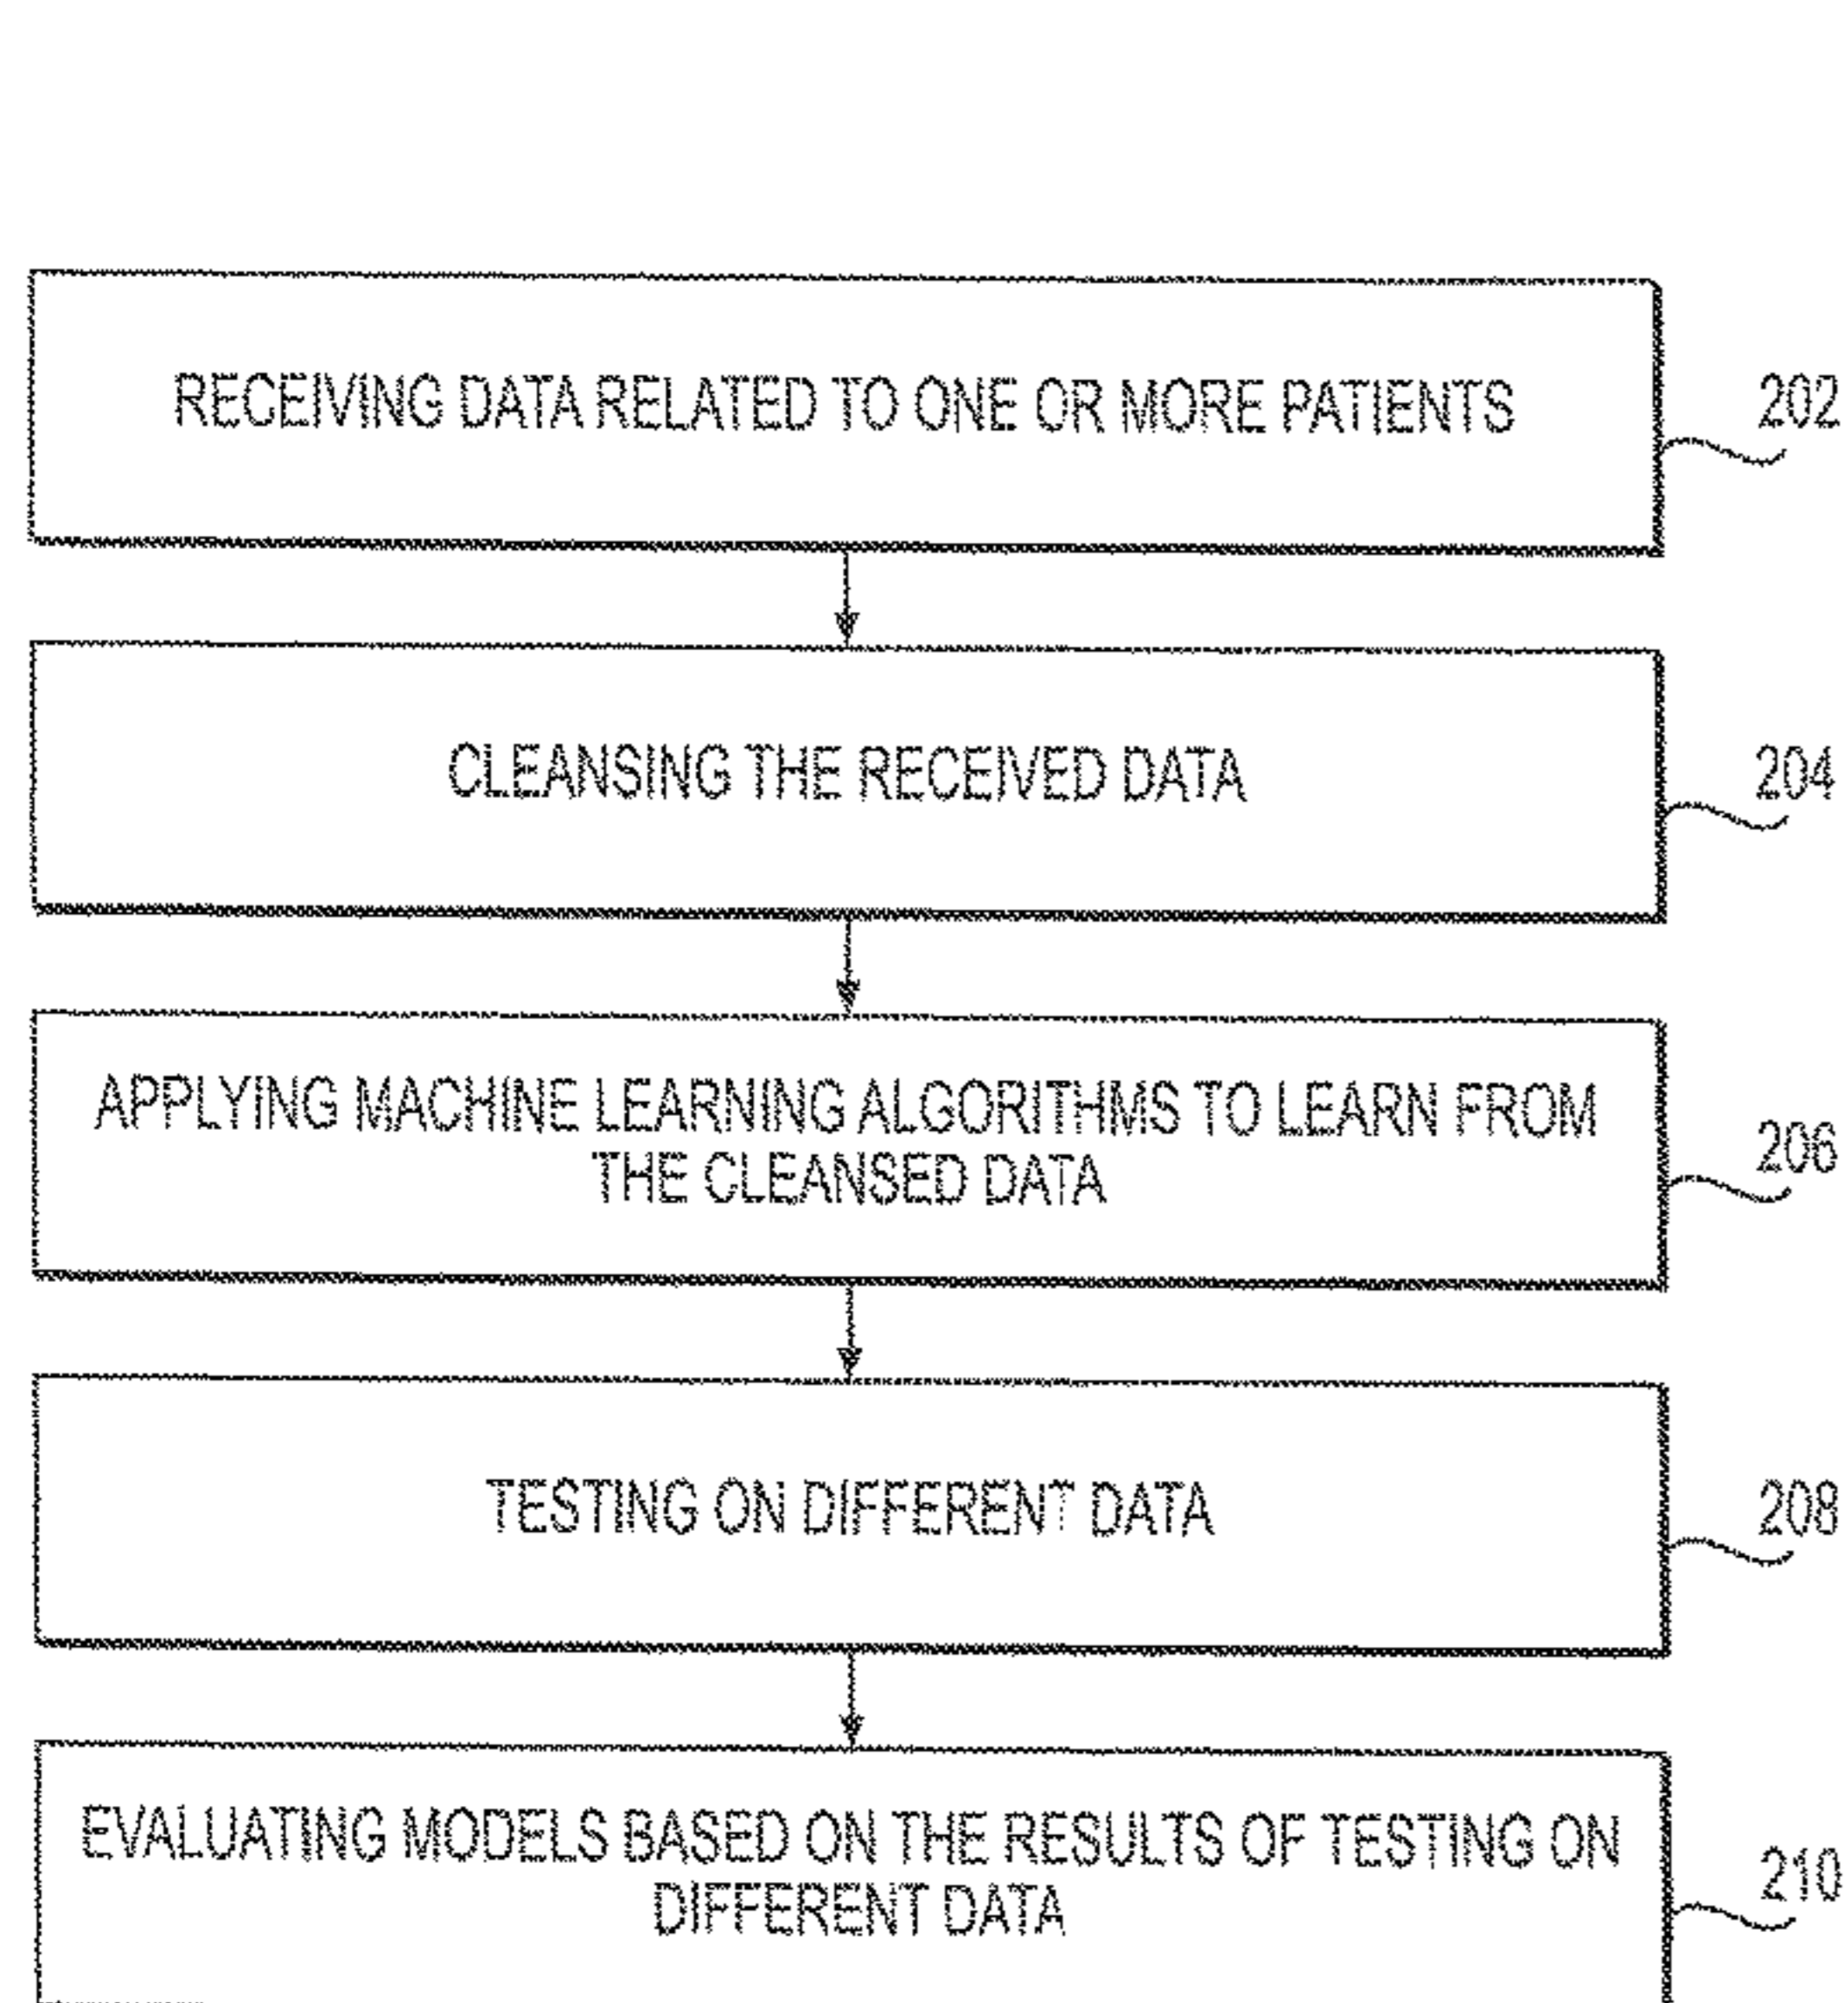 RECEIVING DATA RELATED TO ONE OR MORE PATIENTS
202
CLEANSING THE RECEIVED DATA
204
APPLYING MACHINE LEARNING ALGORITHMS TO LEARN FROM
THE CLEANSED DATA
206
TESTING ON DIFFERENT DATA
208
EVALUATING MODELS BASED ON THE RESULTS OF TESTING ON
DIFFERENT DATA
210